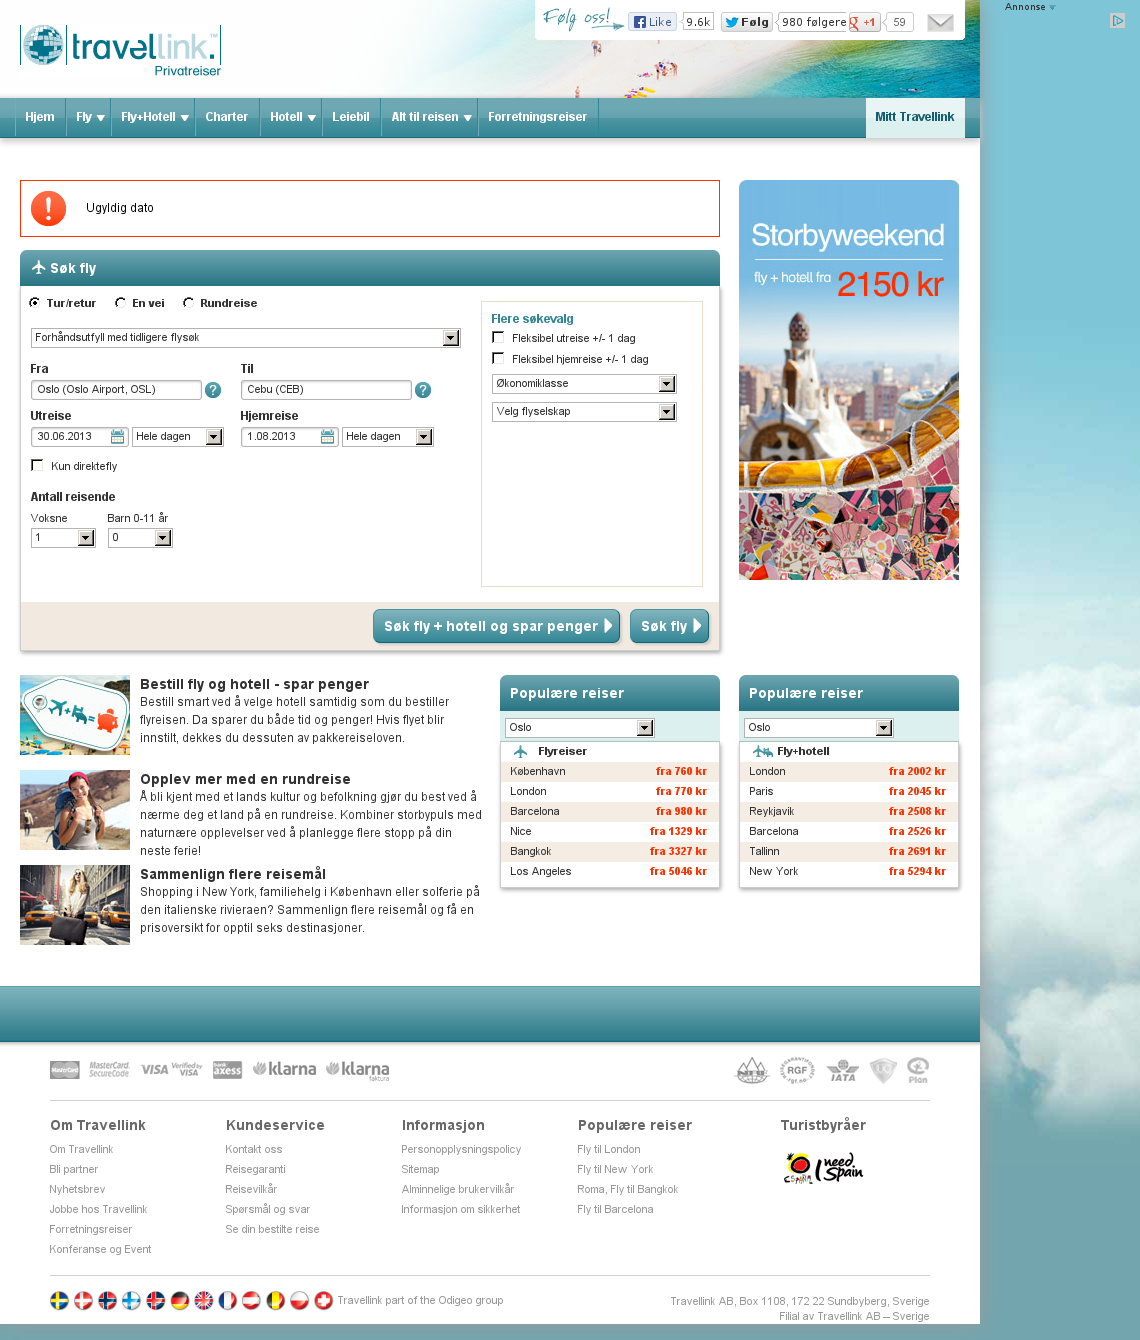 Annonse
Følg oss!
Like
9.6k
Følg
980 følgere
+1
59
travellink.
Privatreiser
Hjem
Fly
Fly+Hotell
Charter
Hotell
Leiebil
Alt til reisen
Forretningsreiser
Mitt Travellink
Ugyldig dato
Søk fly
Tur/retur
En vei
Rundreise
Forhåndsutfyll med tidligere flysøk
Fra
Til
Oslo (Oslo Airport, OSL)
Cebu (CEB)
Utreise
Hjemreise
30.06.2013
Hele dagen
1.08.2013
Hele dagen
Kun direktefly
Antall reisende
Voksne
Barn 0-11 år
1
0
Flere søkevalg
Fleksibel utreise +/- 1 dag
Fleksibel hjemreise +/- 1 dag
Økonomiklasse
Velg flyselskap
Søk fly + hotell og spar penger
Søk fly
Storbyweekend
fly + hotell fra 2150 kr
Bestill fly og hotell - spar penger
Bestill smart ved å velge hotell samtidig som du bestiller
flyreisen. Da sparer du både tid og penger! Hvis flyet blir
innstilt, dekkes du dessuten av pakkereiseloven.
Opplev mer med en rundreise
Å bli kjent med et lands kultur og befolkning gjør du best ved å
nærme deg et land på en rundreise. Kombiner storbypuls med
naturnære opplevelser ved å planlegge flere stopp på din
neste ferie!
Sammenlign flere reisemål
Shopping i New York, familiehelg i København eller solferie på
den italienske rivieraen? Sammenlign flere reisemål og få en
prisoversikt for opptil seks destinasjoner.
Populære reiser
Oslo
Flyreiser
København fra 760 kr
London fra 770 kr
Barcelona fra 980 kr
Nice fra 1329 kr
Bangkok fra 3327 kr
Los Angeles fra 5046 kr
Populære reiser
Oslo
Fly+hotell
London fra 2002 kr
Paris fra 2045 kr
Reykjavik fra 2508 kr
Barcelona fra 2526 kr
Tallinn fra 2691 kr
New York fra 5294 kr
MasterCard
MasterCard
SecureCode
VISA
Verified by
VISA
bank
axess
klarna
klarna
faktura
RGF
IATA
Plan
Om Travellink
Om Travellink
Bli partner
Nyhetsbrev
Jobbe hos Travellink
Forretningsreiser
Konferanse og Event
Kundeservice
Kontakt oss
Reisegaranti
Reisevilkår
Spørsmål og svar
Se din bestilte reise
Informasjon
Personopplysningspolicy
Sitemap
Alminnelige brukervilkår
Informasjon om sikkerhet
Populære reiser
Fly til London
Fly til New York
Roma, Fly til Bangkok
Fly til Barcelona
Turistbyråer
ESPAÑA
I need
Spain
Travellink part of the Odigeo group
Travellink AB, Box 1108, 172 22 Sundbyberg, Sverige
Filial av Travellink AB – Sverige